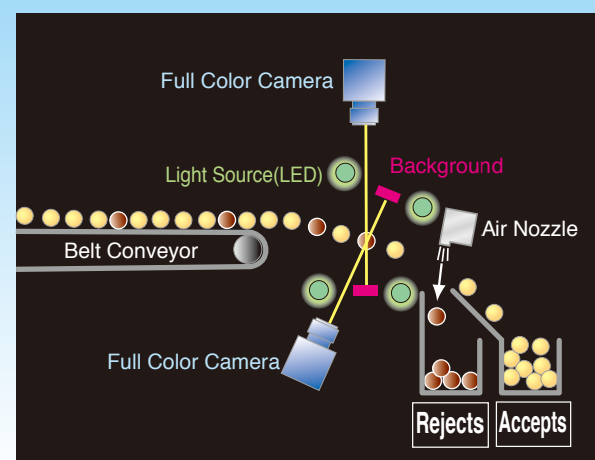 Full Color Camera
Light Source(LED)
Background
Belt Conveyor
Air Nozzle
Full Color Camera
Rejects
Accepts